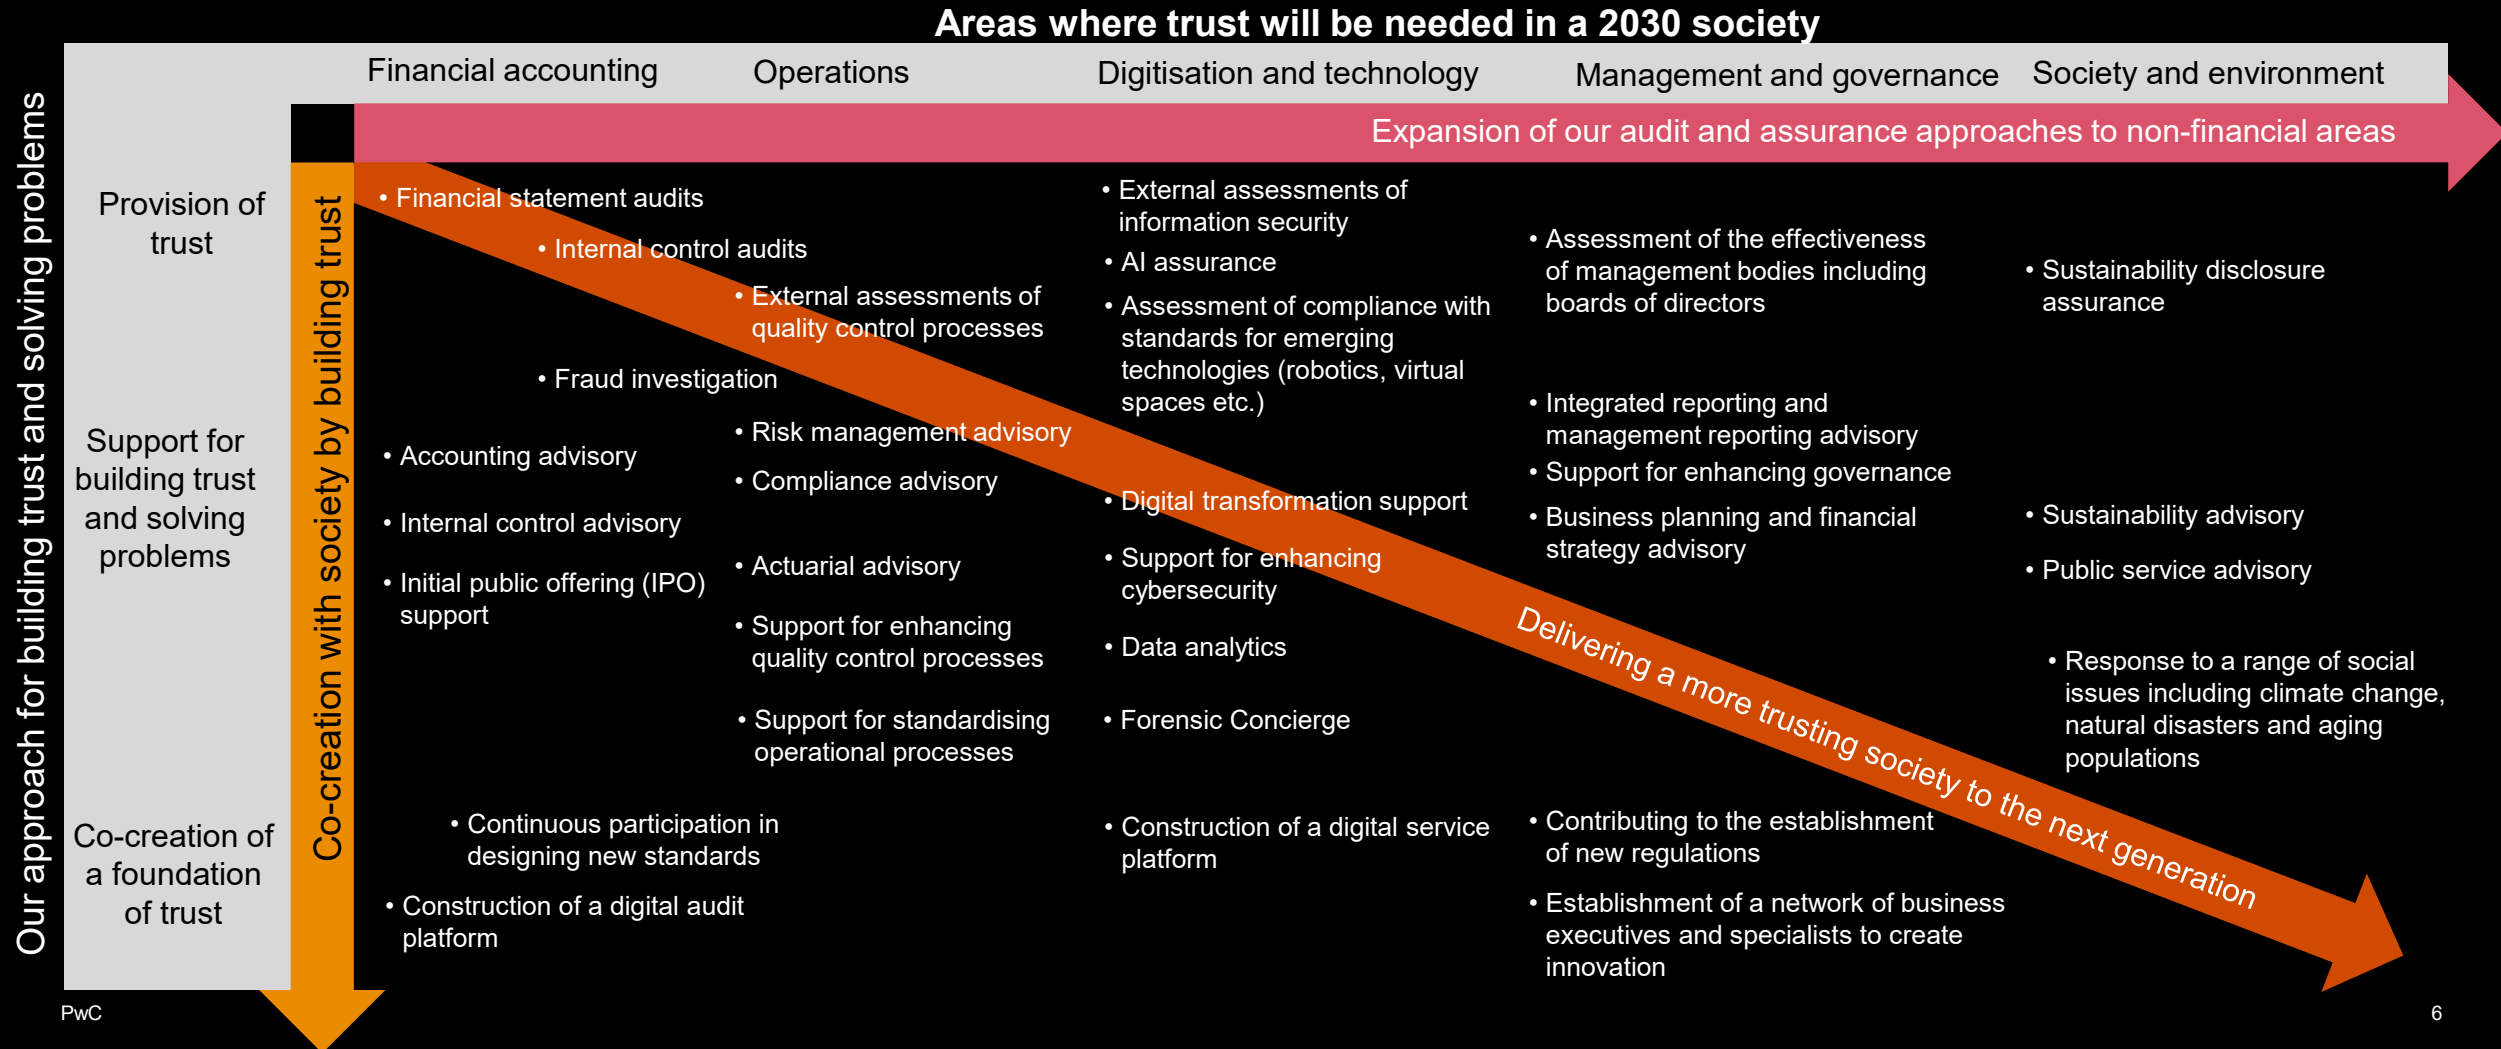 Areas where trust will be needed in a 2030 society
Financial accounting
Operations
Digitisation and technology
Management and governance
Society and environment
Expansion of our audit and assurance approaches to non-financial areas
Our approach for building trust and solving problems
Co-creation with society by building trust
Provision of
trust
• Financial statement audits
• Internal control audits
• External assessments of
quality control processes
• External assessments of
information security
• AI assurance
• Assessment of compliance with
standards for emerging
technologies (robotics, virtual
spaces etc.)
• Assessment of the effectiveness
of management bodies including
boards of directors
• Sustainability disclosure
assurance
Support for
building trust
and solving
problems
• Fraud investigation
• Accounting advisory
• Internal control advisory
• Initial public offering (IPO)
support
• Risk management advisory
• Compliance advisory
• Actuarial advisory
• Support for enhancing
quality control processes
• Support for standardising
operational processes
• Digital transformation support
• Support for enhancing
cybersecurity
• Data analytics
• Forensic Concierge
• Integrated reporting and
management reporting advisory
• Support for enhancing governance
• Business planning and financial
strategy advisory
• Sustainability advisory
• Public service advisory
• Response to a range of social
issues including climate change,
natural disasters and aging
populations
Delivering a more trusting society to the next generation
Co-creation of
a foundation
of trust
• Continuous participation in
designing new standards
• Construction of a digital audit
platform
• Construction of a digital service
platform
• Contributing to the establishment
of new regulations
• Establishment of a network of business
executives and specialists to create
innovation
PwC
6